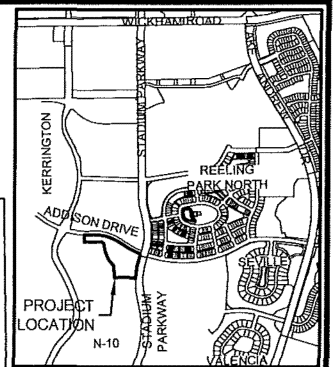 WICKHAM ROAD
STADIUM PARKWAY
KERRINGTON
REELING
PARK NORTH
ADDISON DRIVE
SEVILLE
PROJECT
LOCATION
N-10
STADIUM
PARKWAY
VALENCIA